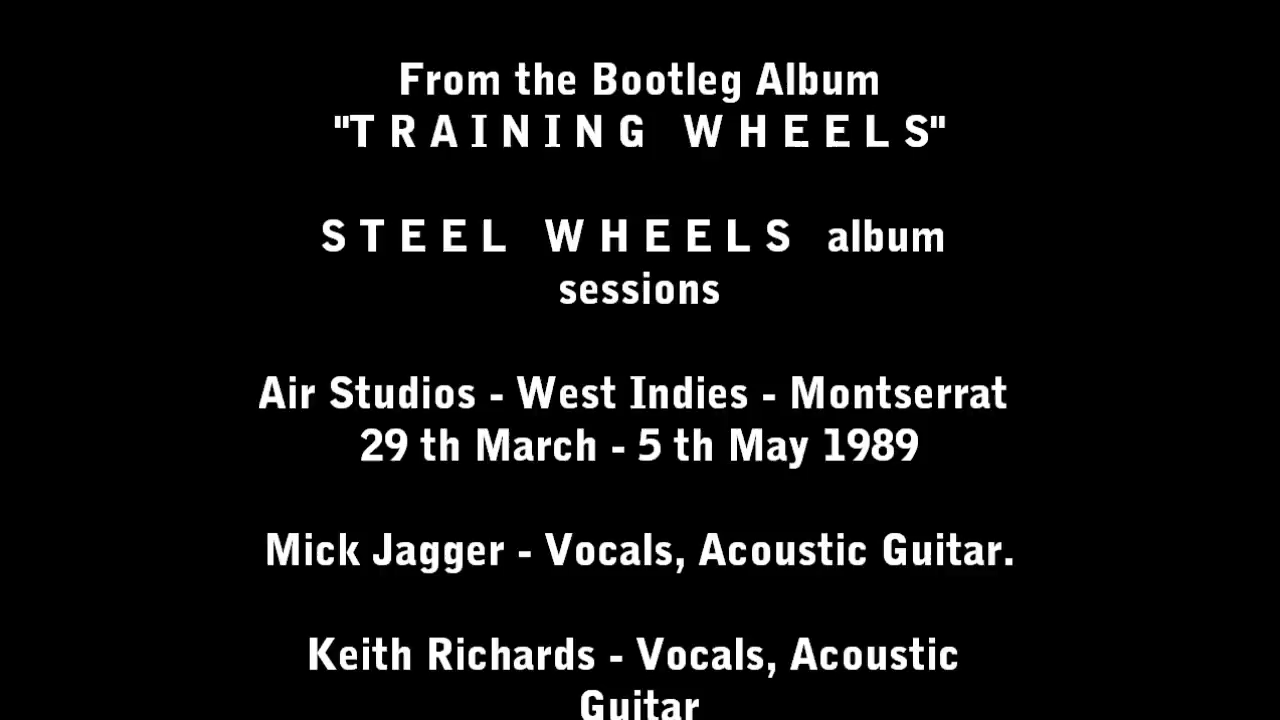 From the Bootleg Album
"T R A I N I N G W H E E L S"
S T E E L W H E E L S album
sessions
Air Studios - West Indies - Montserrat
29 th March - 5 th May 1989
Mick Jagger - Vocals, Acoustic Guitar.
Keith Richards - Vocals, Acoustic
Guitar